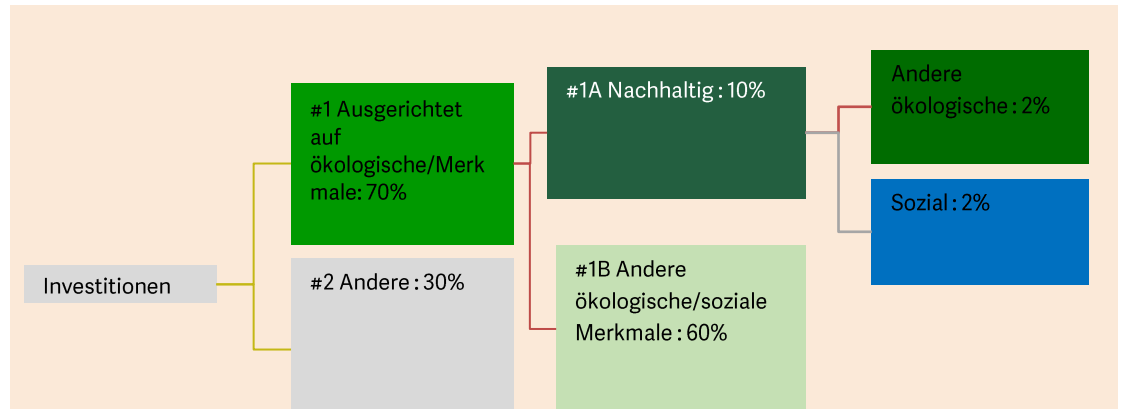 Investitionen
#1 Ausgerichtet
auf
ökologische/Merk
male: 70%
#2 Andere : 30%
#1A Nachhaltig : 10%
#1B Andere
ökologische/soziale
Merkmale : 60%
Andere
ökologische : 2%
Sozial : 2%